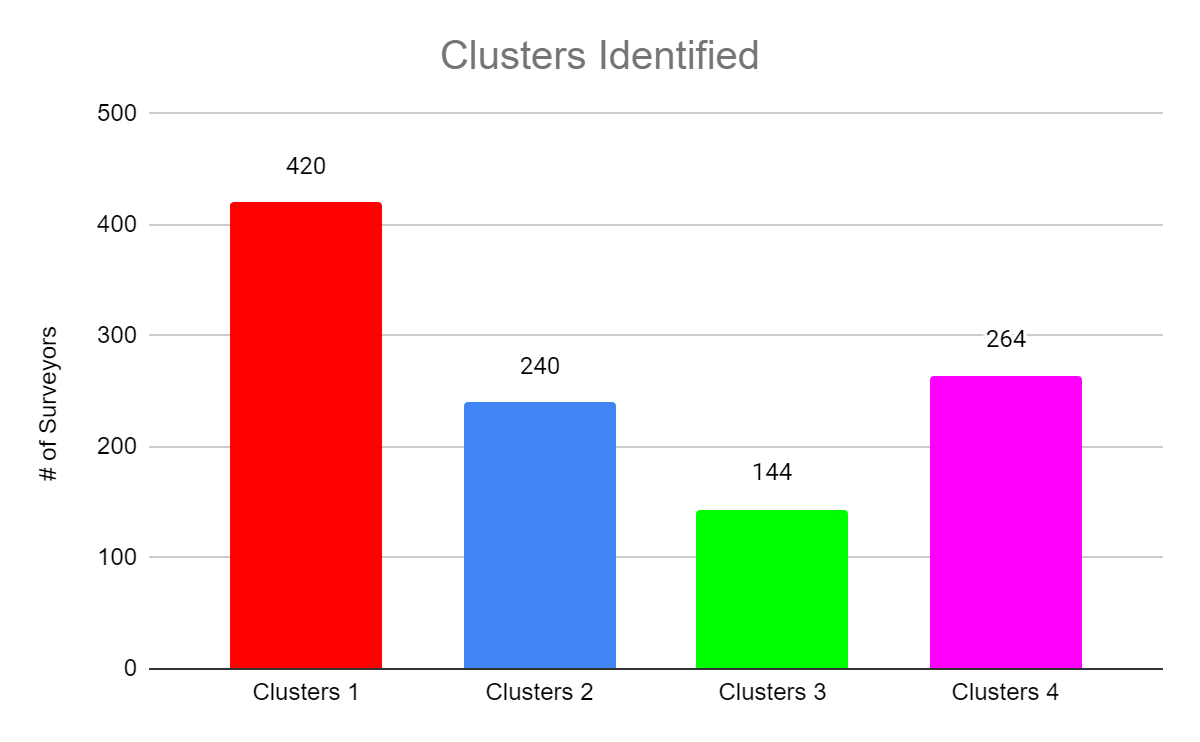 Clusters Identified
500
420
400
# of Surveyors
300
264
240
200
144
100
0
Clusters 1
Clusters 2
Clusters 3
Clusters 4